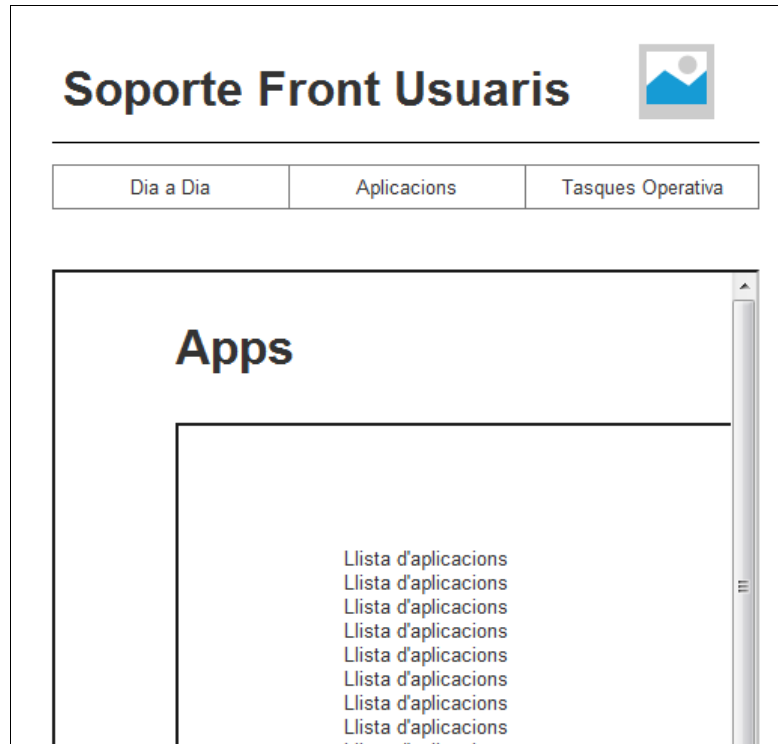 Soporte Front Usuaris
Dia a Dia
Aplicacions
Tasques Operativa
Apps
Llista d'aplicacions
Llista d'aplicacions
Llista d'aplicacions
Llista d'aplicacions
Llista d'aplicacions
Llista d'aplicacions
Llista d'aplicacions
Llista d'aplicacions